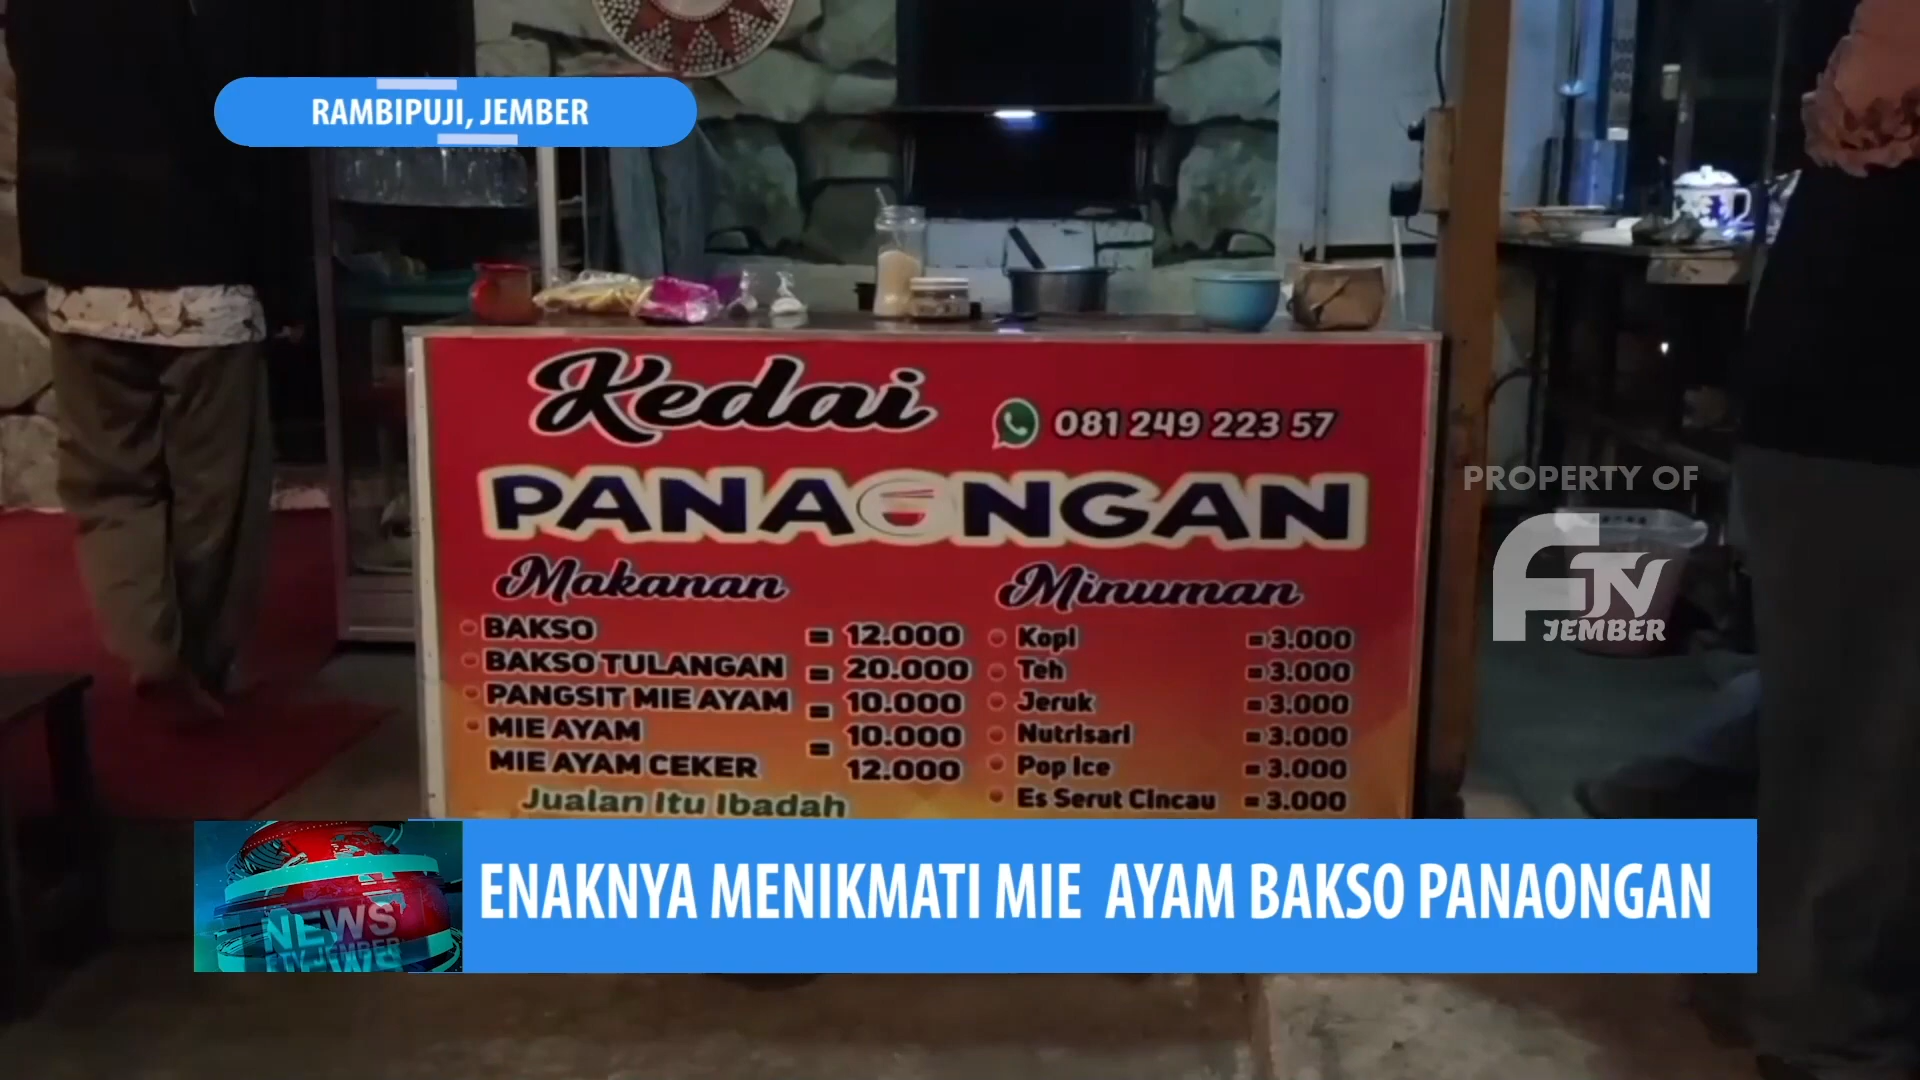 RAMBIPUJI, JEMBER
Kedai
081 249 223 57
PANAONGAN
Makanan
BAKSO = 12.000
BAKSO TULANGAN = 20.000
PANGSIT MIE AYAM = 10.000
MIE AYAM = 10.000
MIE AYAM CEKER 12.000
Jualan Itu Ibadah
Minuman
Kopi = 3.000
Teh = 3.000
Jeruk = 3.000
Nutrisari = 3.000
Pop Ice = 3.000
Es Serut Cincau = 3.000
PROPERTY OF
FTV
JEMBER
NEWS
FTV JEMBER
ENAKNYA MENIKMATI MIE AYAM BAKSO PANAONGAN